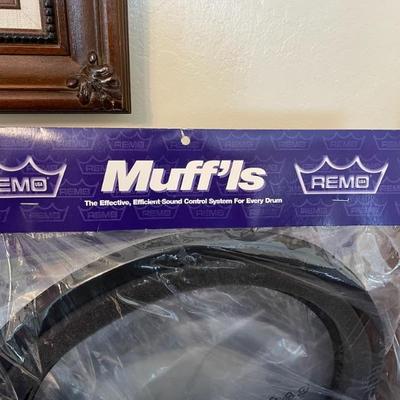 REMO
Muff'ls
REMO
The Effective, Efficient Sound Control System For Every Drum